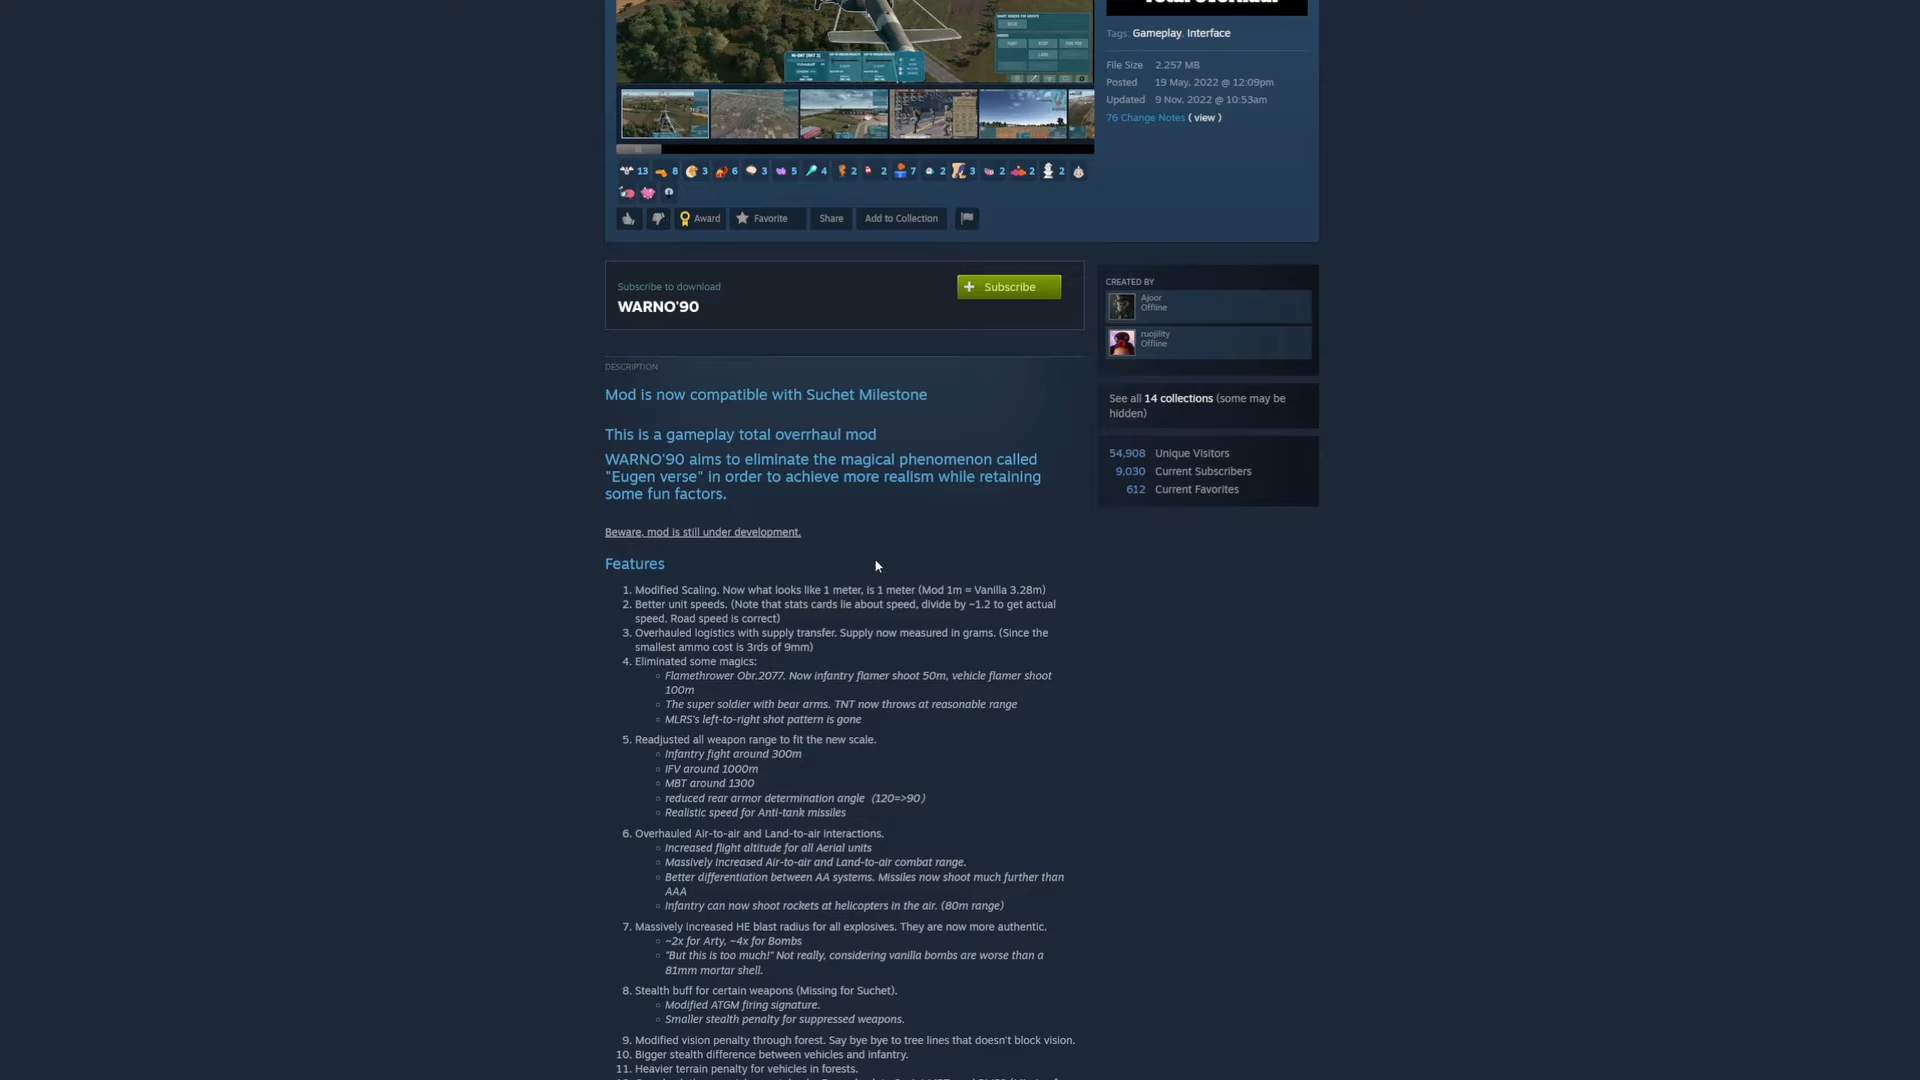 Tags: Gameplay, Interface
File Size 2.257 MB
Posted 19 May, 2022 @ 12:09pm
Updated 9 Nov, 2022 @ 10:53am
76 Change Notes ( view )
13 8 3 6 3 5 4 2 2 7 2 3 2 2 2
Award Favorite Share Add to Collection
Subscribe to download
WARNO'90
+ Subscribe
CREATED BY
Ajoor
Offline
ruojility
Offline
See all 14 collections (some may be
hidden)
54,908 Unique Visitors
9,030 Current Subscribers
612 Current Favorites
DESCRIPTION
Mod is now compatible with Suchet Milestone
This is a gameplay total overrhaul mod
WARNO'90 aims to eliminate the magical phenomenon called
"Eugen verse" in order to achieve more realism while retaining
some fun factors.
Beware, mod is still under development.
Features
1. Modified Scaling. Now what looks like 1 meter, is 1 meter (Mod 1m = Vanilla 3.28m)
2. Better unit speeds. (Note that stats cards lie about speed, divide by ~1.2 to get actual
speed. Road speed is correct)
3. Overhauled logistics with supply transfer. Supply now measured in grams. (Since the
smallest ammo cost is 3rds of 9mm)
4. Eliminated some magics:
Flamethrower Obr.2077. Now infantry flamer shoot 50m, vehicle flamer shoot
100m
The super soldier with bear arms. TNT now throws at reasonable range
MLRS's left-to-right shot pattern is gone
5. Readjusted all weapon range to fit the new scale.
Infantry fight around 300m
IFV around 1000m
MBT around 1300
reduced rear armor determination angle（120=>90）
Realistic speed for Anti-tank missiles
6. Overhauled Air-to-air and Land-to-air interactions.
Increased flight altitude for all Aerial units
Massively increased Air-to-air and Land-to-air combat range.
Better differentiation between AA systems. Missiles now shoot much further than
AAA
Infantry can now shoot rockets at helicopters in the air. (80m range)
7. Massively increased HE blast radius for all explosives. They are now more authentic.
~2x for Arty, ~4x for Bombs
"But this is too much!" Not really, considering vanilla bombs are worse than a
81mm mortar shell.
8. Stealth buff for certain weapons (Missing for Suchet).
Modified ATGM firing signature.
Smaller stealth penalty for suppressed weapons.
9. Modified vision penalty through forest. Say bye bye to tree lines that doesn't block vision.
10. Bigger stealth difference between vehicles and infantry.
11. Heavier terrain penalty for vehicles in forests.